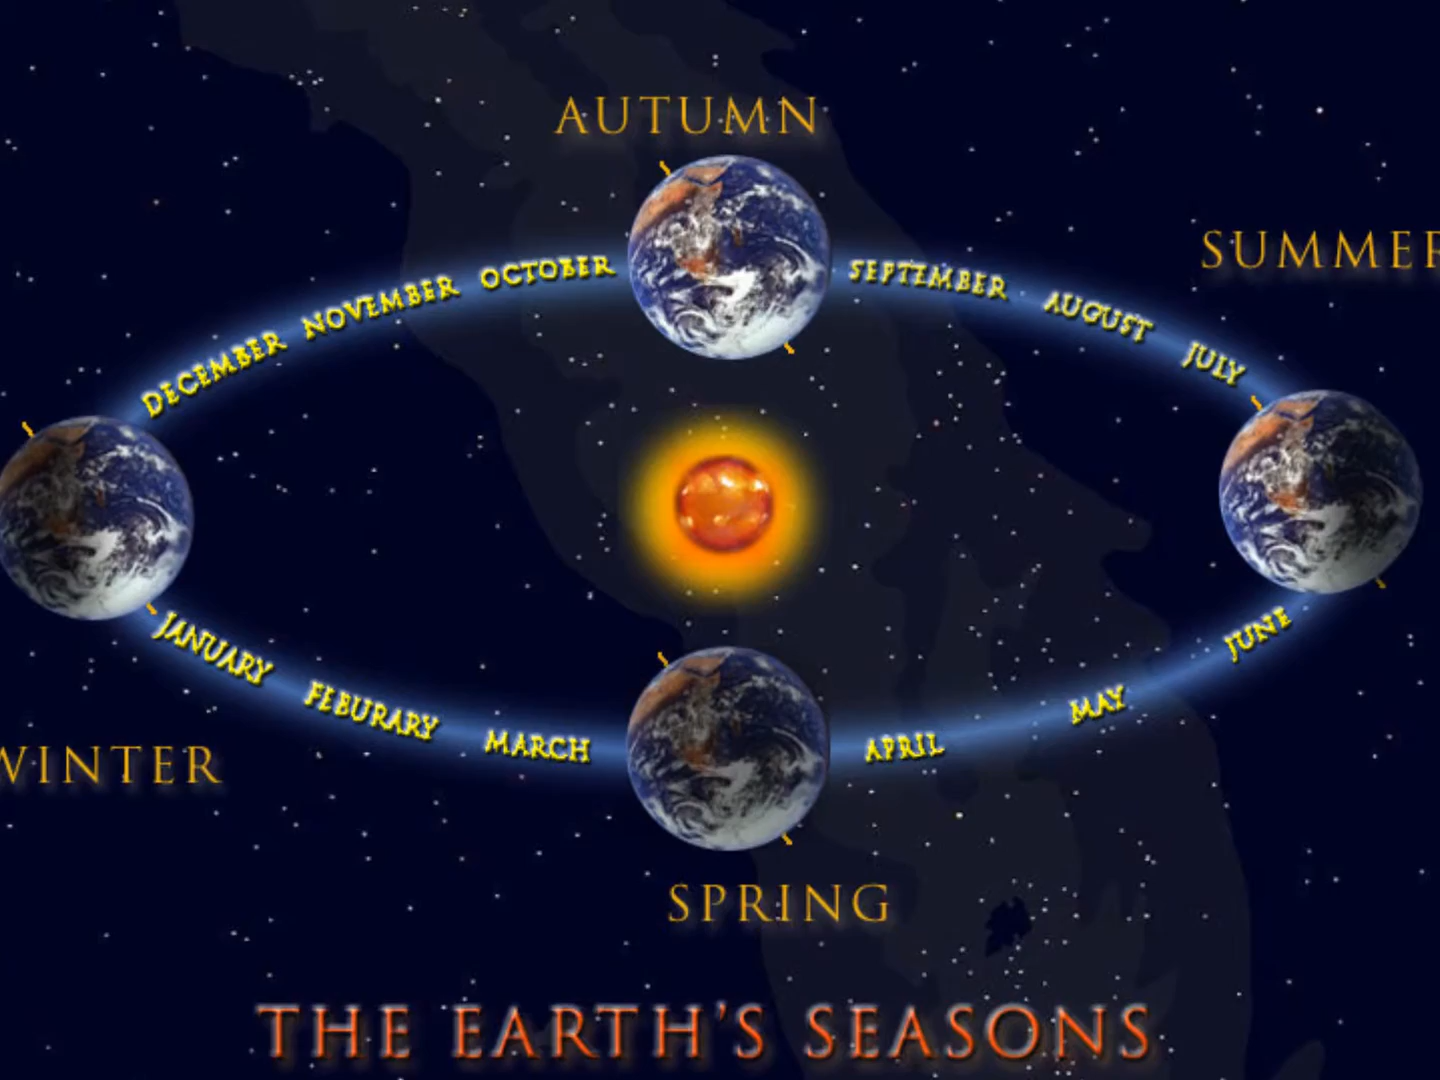 AUTUMN
SUMMER
OCTOBER
SEPTEMBER
NOVEMBER
AUGUST
DECEMBER
JULY
JANUARY
JUNE
FEBURARY
MAY
MARCH
APRIL
WINTER
SPRING
THE EARTH'S SEASONS